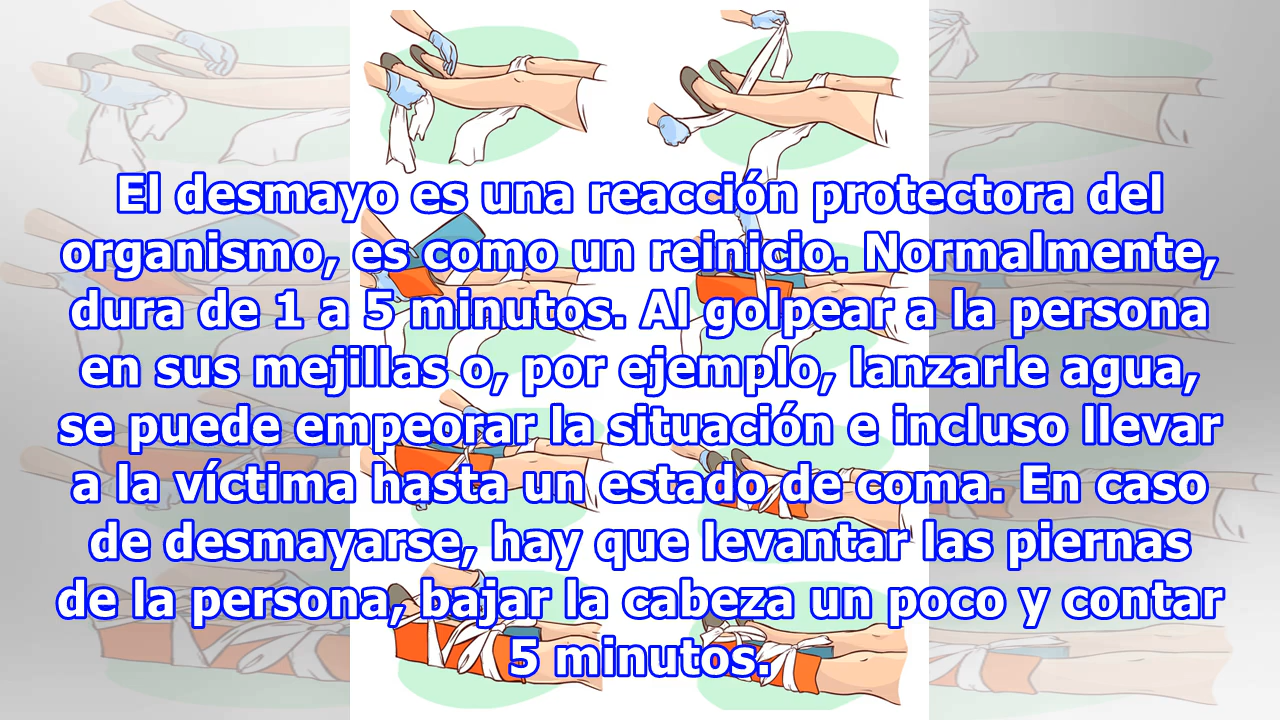 El desmayo es una reacción protectora del
organismo, es como un reinicio. Normalmente,
dura de 1 a 5 minutos. Al golpear a la persona
en sus mejillas o, por ejemplo, lanzarle agua,
se puede empeorar la situación e incluso llevar
a la víctima hasta un estado de coma. En caso
de desmayarse, hay que levantar las piernas
de la persona, bajar la cabeza un poco y contar
5 minutos.